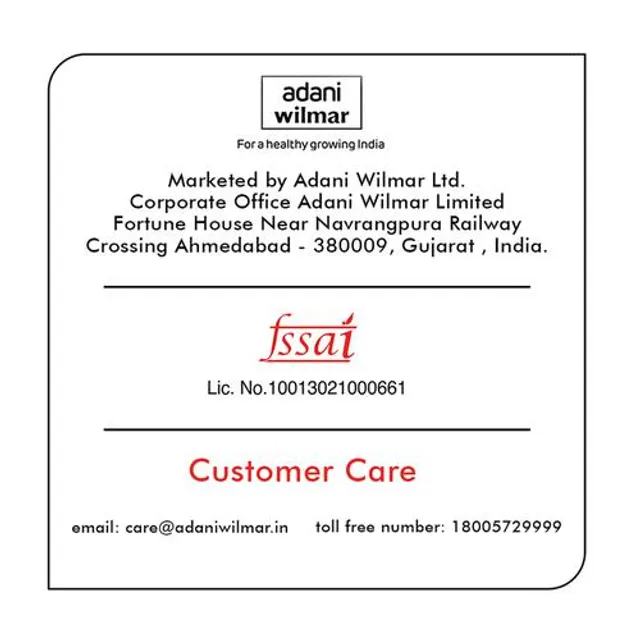 adani
wilmar
For a healthy growing India
Marketed by Adani Wilmar Ltd.
Corporate Office Adani Wilmar Limited
Fortune House Near Navrangpura Railway
Crossing Ahmedabad - 380009, Gujarat , India.
fssai
Lic. No.10013021000661
Customer Care
email: care@adaniwilmar.in toll free number: 18005729999